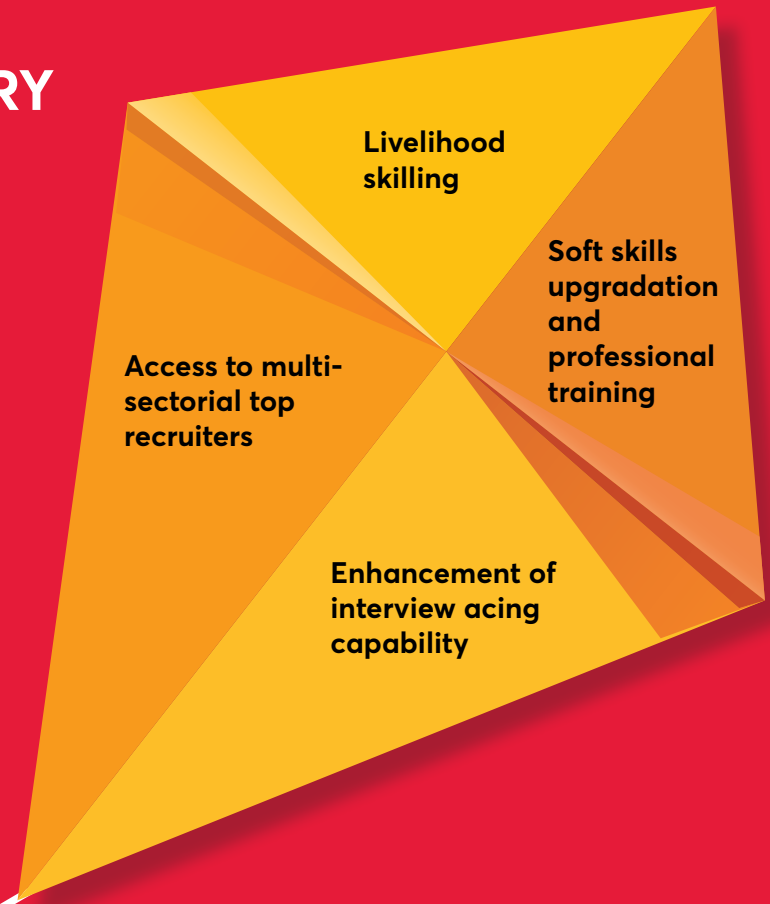 RY
Livelihood
skilling
Soft skills
upgradation
and
professional
training
Access to multi-
sectorial top
recruiters
Enhancement of
interview acing
capability